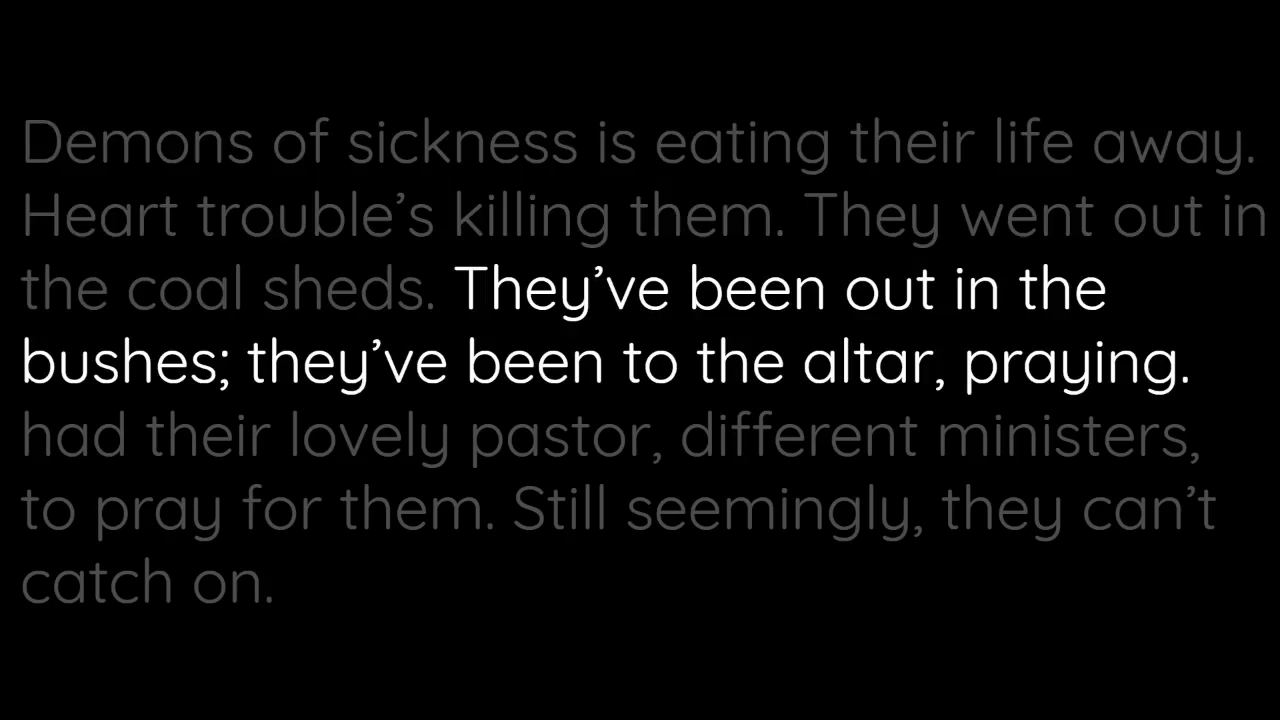 Demons of sickness is eating their life away.
Heart trouble’s killing them. They went out in
the coal sheds. They’ve been out in the
bushes; they’ve been to the altar, praying.
had their lovely pastor, different ministers,
to pray for them. Still seemingly, they can’t
catch on.